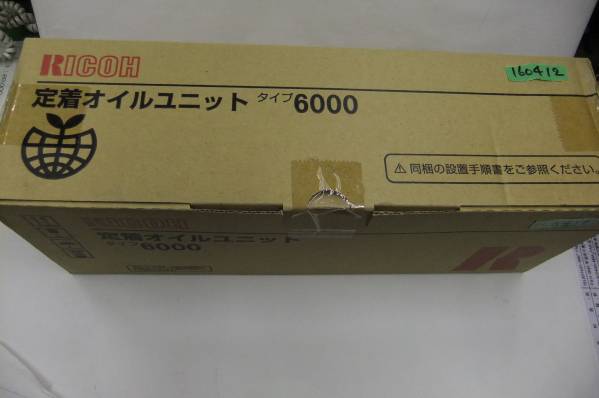 RICOH
160412
定着オイルユニット タイプ6000
⚠同梱の設置手順書をご参照ください。
RICOH
定着オイルユニット
タイプ6000